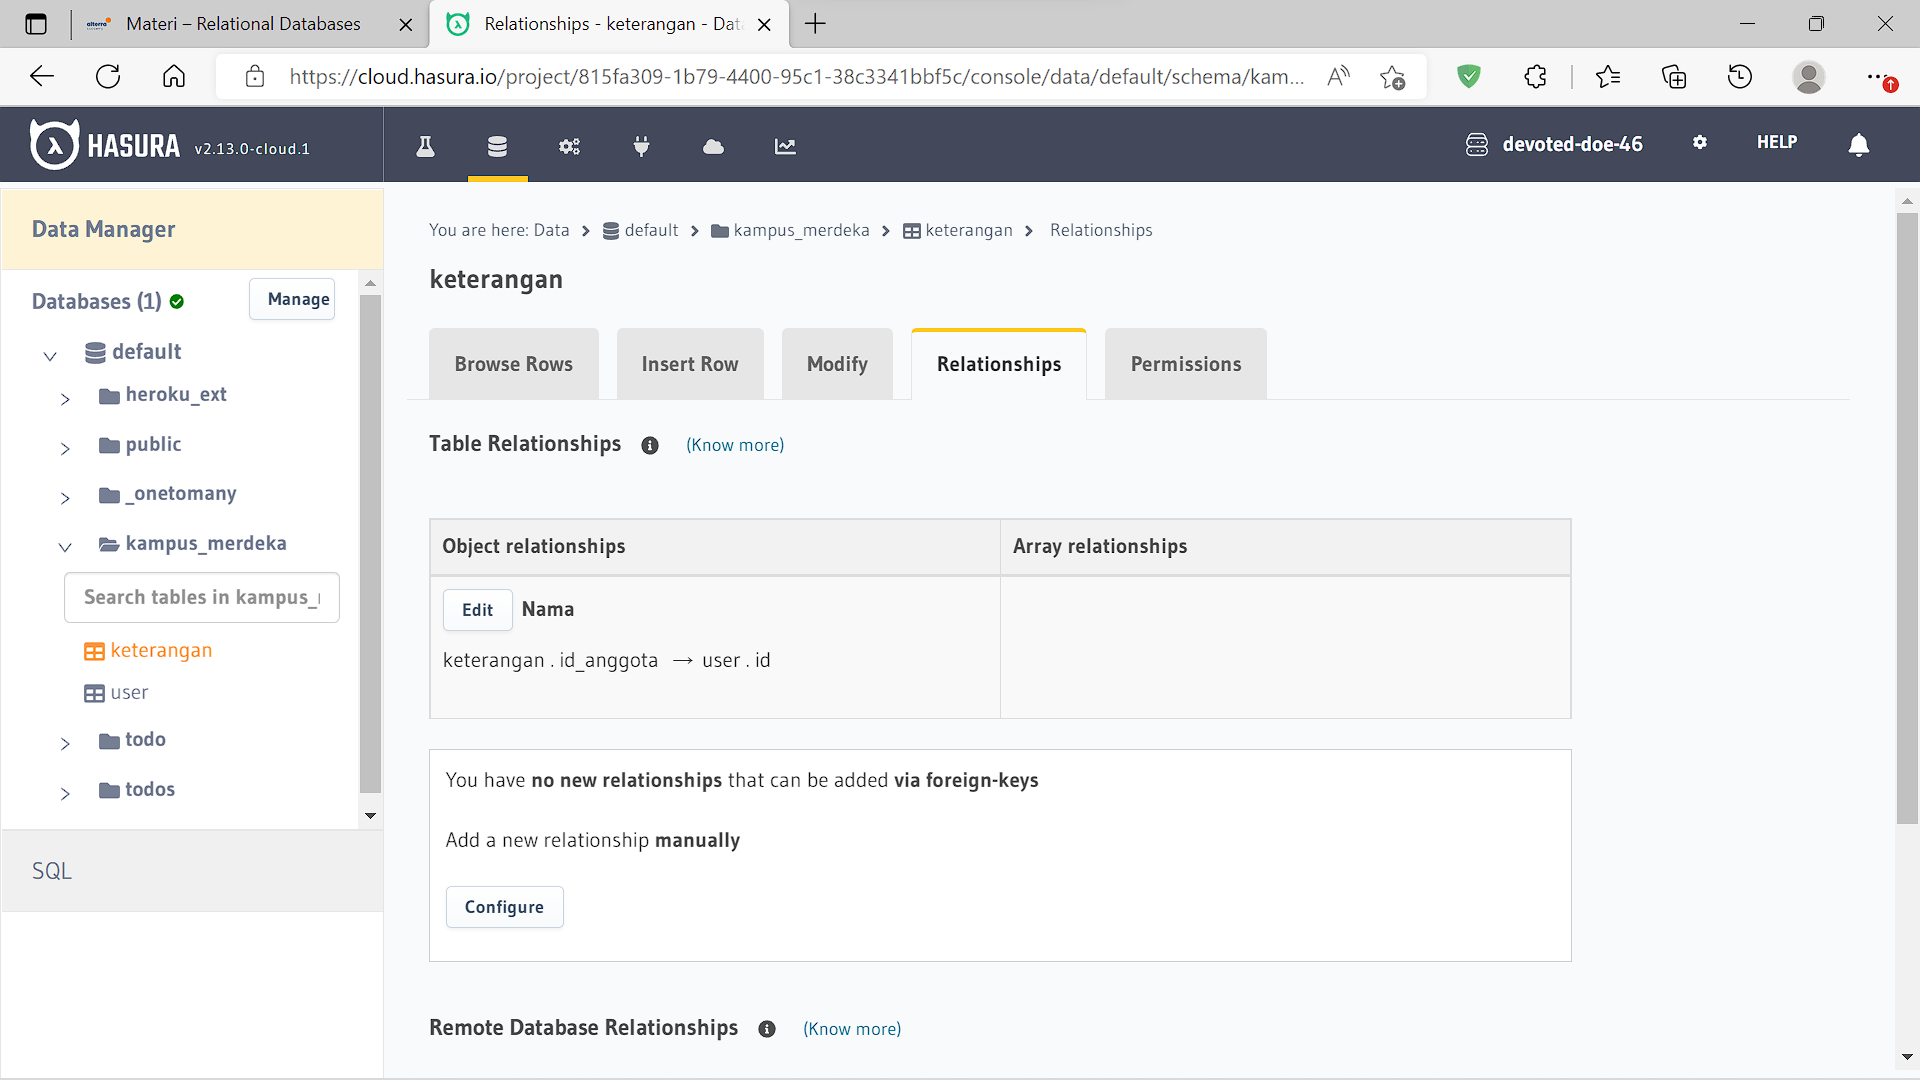 alterra
Materi – Relational Databases
Relationships - keterangan - Dat
https://cloud.hasura.io/project/815fa309-1b79-4400-95c1-38c3341bbf5c/console/data/default/schema/kam...
HASURA v2.13.0-cloud.1
devoted-doe-46
HELP
Data Manager
Databases (1)
Manage
default
heroku_ext
public
_onetomany
kampus_merdeka
Search tables in kampus_
keterangan
user
todo
todos
SQL
You are here: Data > default > kampus_merdeka > keterangan > Relationships
keterangan
Browse Rows
Insert Row
Modify
Relationships
Permissions
Table Relationships (Know more)
Object relationships
Array relationships
Edit Nama
keterangan . id_anggota → user . id
You have no new relationships that can be added via foreign-keys
Add a new relationship manually
Configure
Remote Database Relationships (Know more)